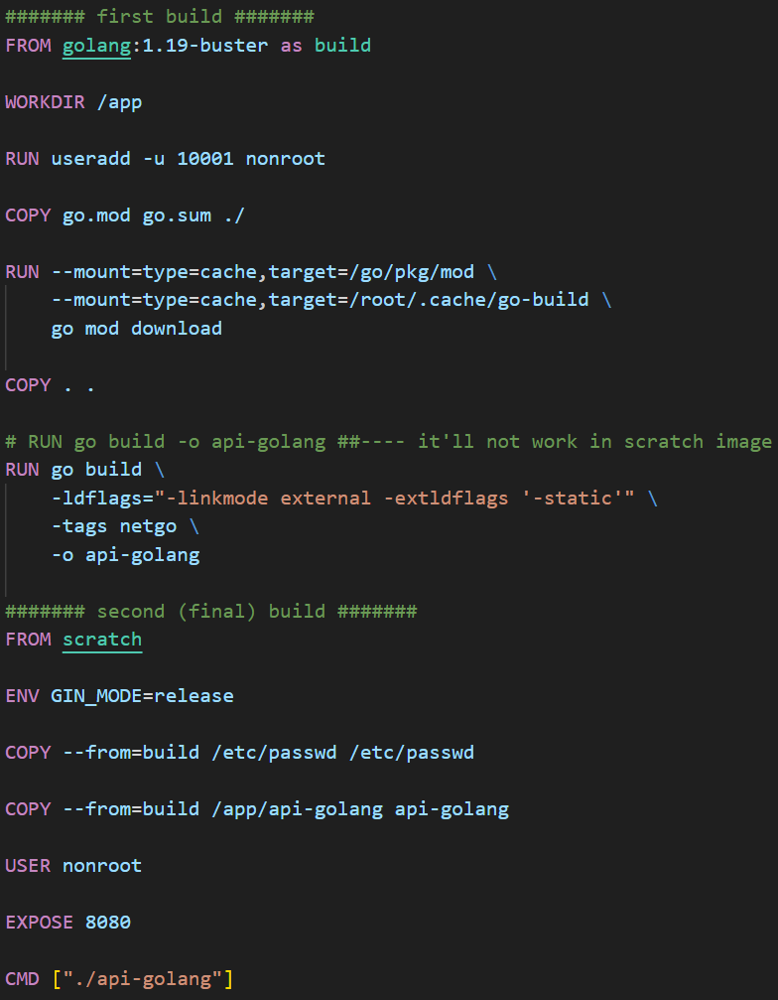 ####### first build #######
FROM golang:1.19-buster as build
WORKDIR /app
RUN useradd -u 10001 nonroot
COPY go.mod go.sum ./
RUN --mount=type=cache,target=/go/pkg/mod \
    --mount=type=cache,target=/root/.cache/go-build \
    go mod download
COPY . .
# RUN go build -o api-golang ##---- it'll not work in scratch image
RUN go build \
    -ldflags="-linkmode external -extldflags '-static'" \
    -tags netgo \
    -o api-golang
####### second (final) build #######
FROM scratch
ENV GIN_MODE=release
COPY --from=build /etc/passwd /etc/passwd
COPY --from=build /app/api-golang api-golang
USER nonroot
EXPOSE 8080
CMD ["./api-golang"]